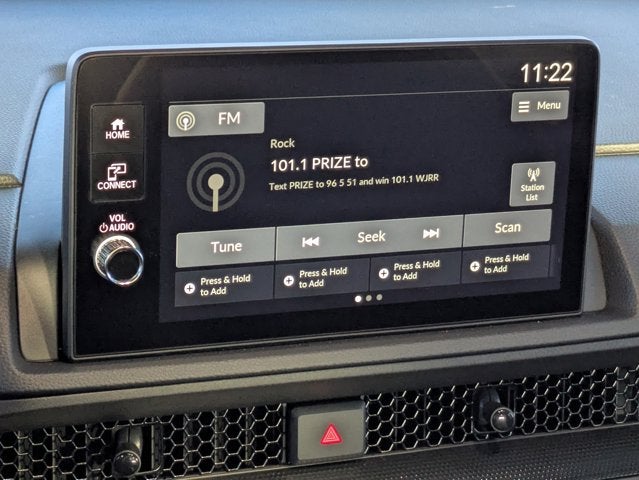 11:22
FM
Menu
HOME
Rock
101.1 PRIZE to
Text PRIZE to 96 5 51 and win 101.1 WJRR
CONNECT
Station
List
VOL
AUDIO
Tune
Seek
Scan
Press & Hold
to Add
Press & Hold
to Add
Press & Hold
to Add
Press & Hold
to Add